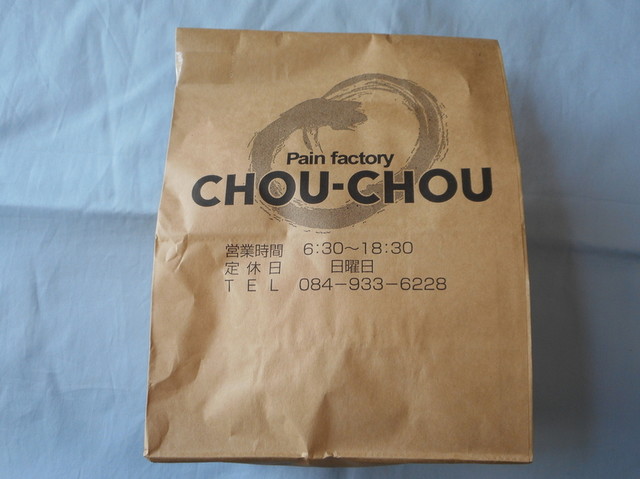 Pain factory
CHOU-CHOU
営業時間 6:30〜18:30
定休日 日曜日
TEL 084-933-6228